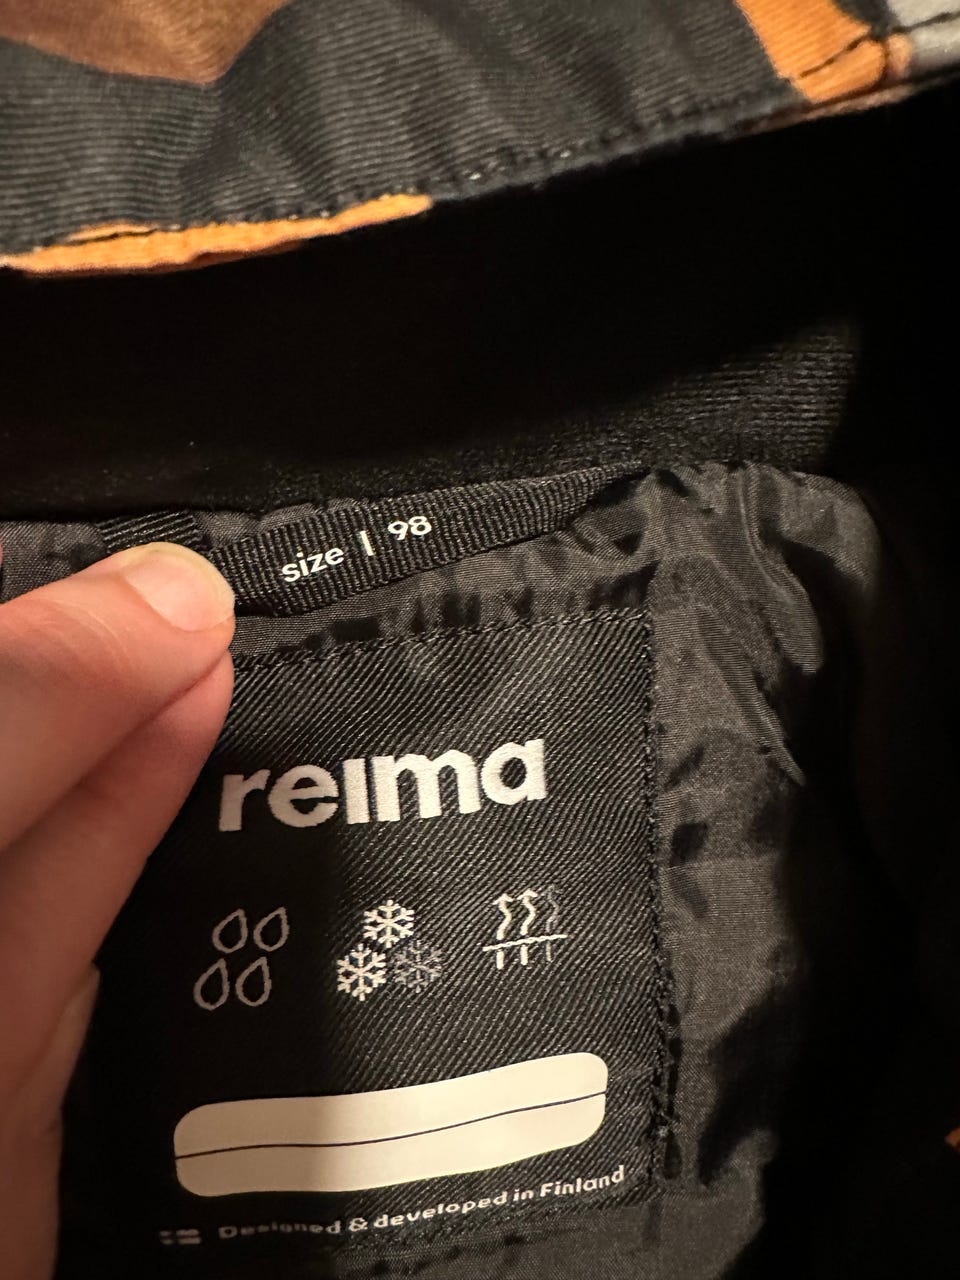 size | 98
reima
Designed & developed in Finland